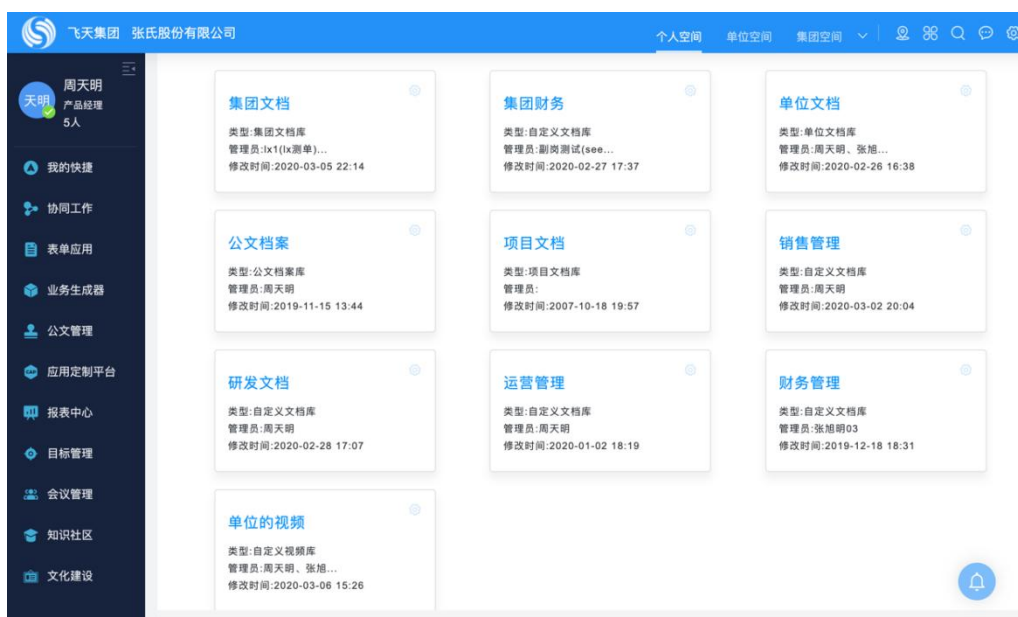 飞天集团 张氏股份有限公司
个人空间 单位空间 集团空间
天明
周天明
产品经理
5人
我的快捷
协同工作
表单应用
业务生成器
公文管理
应用定制平台
报表中心
目标管理
会议管理
知识社区
文化建设
集团文档
类型:集团文档库
管理员:lx1(lx测单)...
修改时间:2020-03-05 22:14
集团财务
类型:自定义文档库
管理员:副岗测试(see...
修改时间:2020-02-27 17:37
单位文档
类型:单位文档库
管理员:周天明、张旭...
修改时间:2020-02-26 16:38
公文档案
类型:公文档案库
管理员:周天明
修改时间:2019-11-15 13:44
项目文档
类型:项目文档库
管理员:
修改时间:2007-10-18 19:57
销售管理
类型:自定义文档库
管理员:周天明
修改时间:2020-03-02 20:04
研发文档
类型:自定义文档库
管理员:周天明
修改时间:2020-02-28 17:07
运营管理
类型:自定义文档库
管理员:周天明
修改时间:2020-01-02 18:19
财务管理
类型:自定义文档库
管理员:张旭明03
修改时间:2019-12-18 18:31
单位的视频
类型:自定义视频库
管理员:周天明、张旭...
修改时间:2020-03-06 15:26